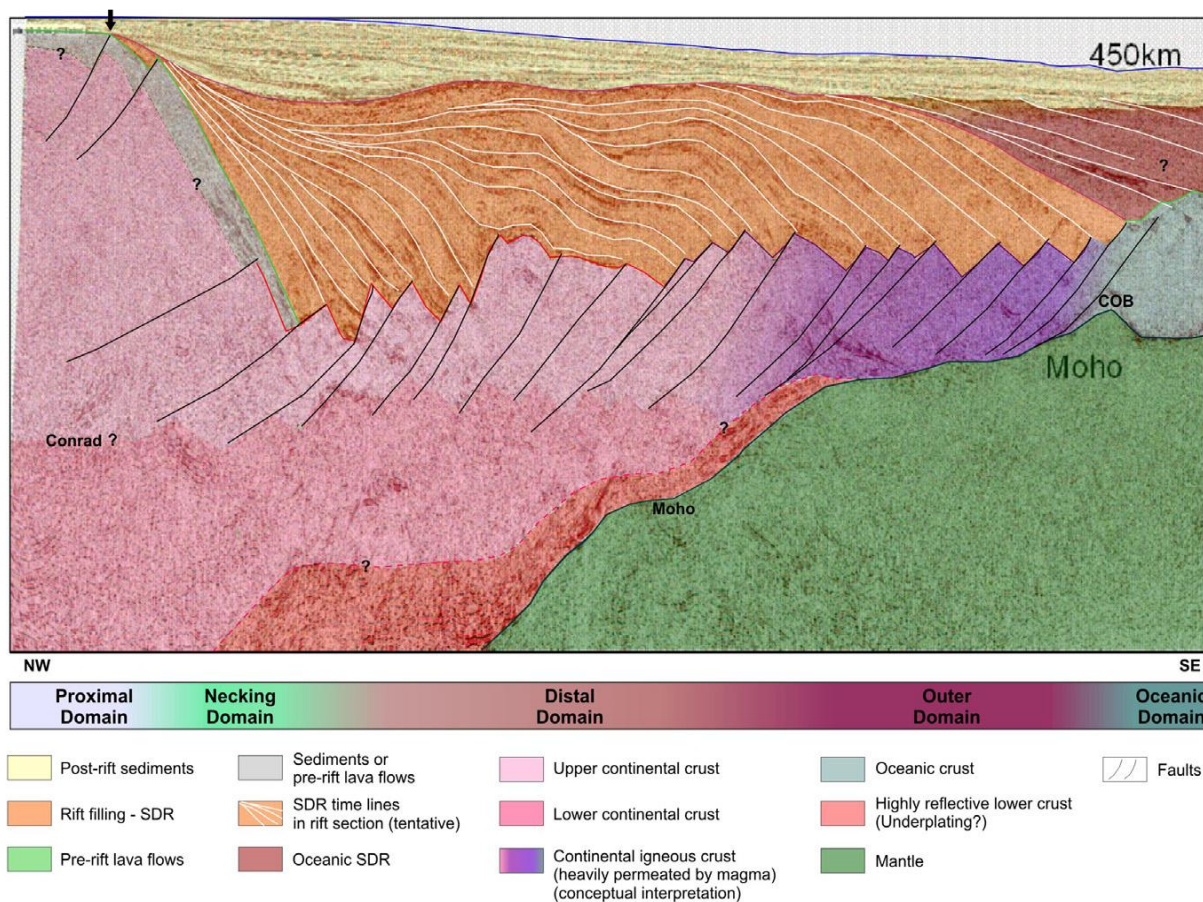 ?
450km
?
?
COB
Moho
Conrad ?
?
Moho
?
NW
SE
Proximal
Domain
Necking
Domain
Distal
Domain
Outer
Domain
Oceanic
Domain
Post-rift sediments
Rift filling - SDR
Pre-rift lava flows
Sediments or
pre-rift lava flows
SDR time lines
in rift section (tentative)
Oceanic SDR
Upper continental crust
Lower continental crust
Continental igneous crust
(heavily permeated by magma)
(conceptual interpretation)
Oceanic crust
Highly reflective lower crust
(Underplating?)
Mantle
Faults